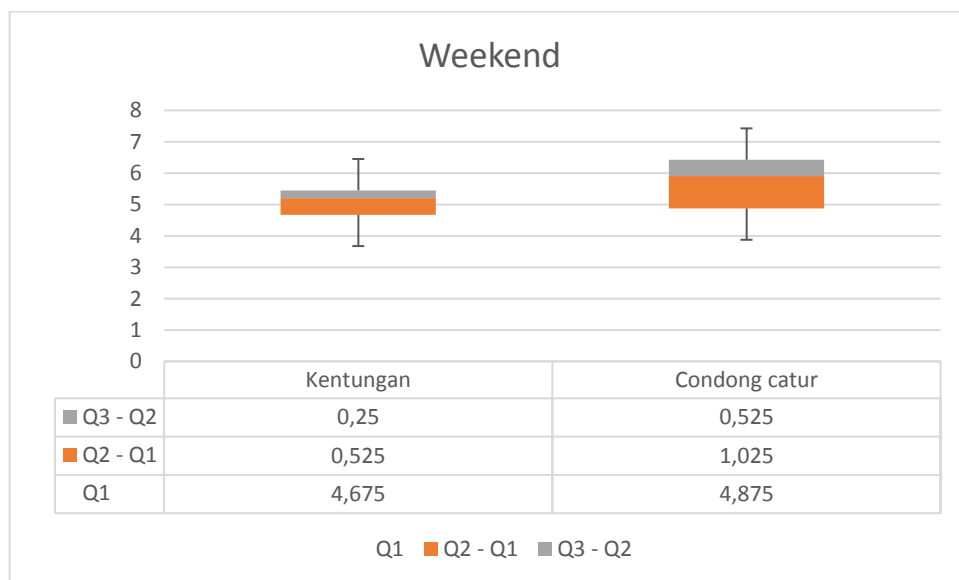 Weekend
8
7
6
5
4
3
2
1
0
Kentungan Condong catur
Q3 - Q2 0,25 0,525
Q2 - Q1 0,525 1,025
Q1 4,675 4,875
Q1 Q2 - Q1 Q3 - Q2